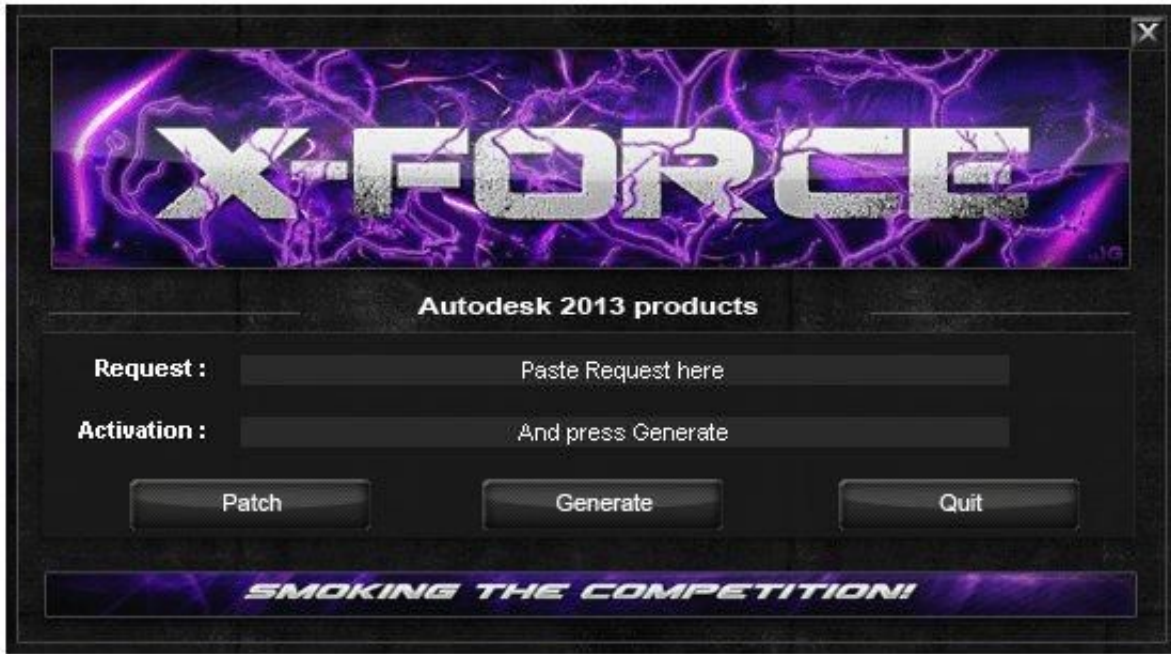 X
X-FORCE
Autodesk 2013 products
Request : Paste Request here
Activation : And press Generate
Patch Generate Quit
SMOKING THE COMPETITION!